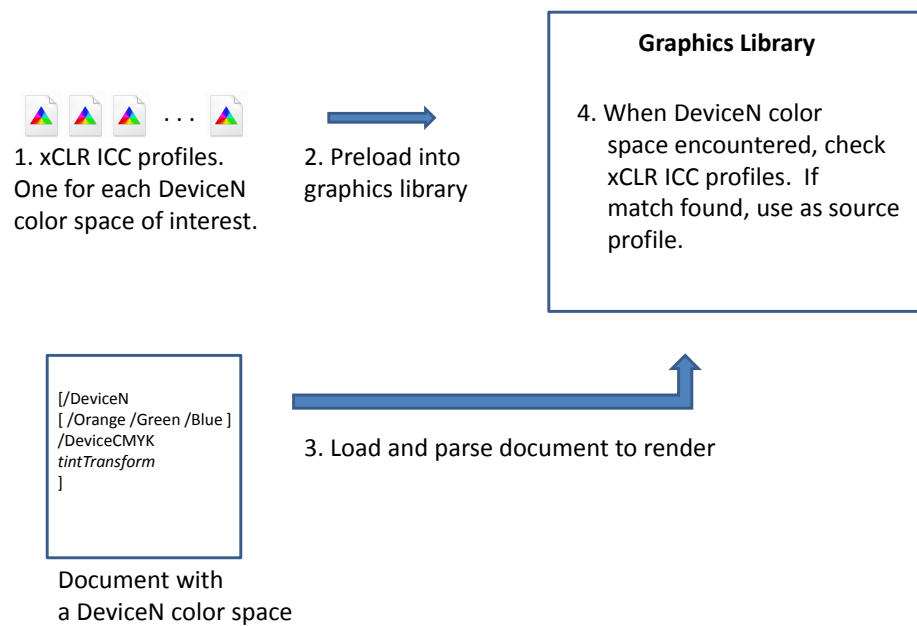 Graphics Library
. . .
1. xCLR ICC profiles.
One for each DeviceN
color space of interest.
2. Preload into
graphics library
4. When DeviceN color
space encountered, check
xCLR ICC profiles.  If
match found, use as source
profile.
[/DeviceN
[ /Orange /Green /Blue ]
/DeviceCMYK
tintTransform
]
3. Load and parse document to render
Document with
a DeviceN color space